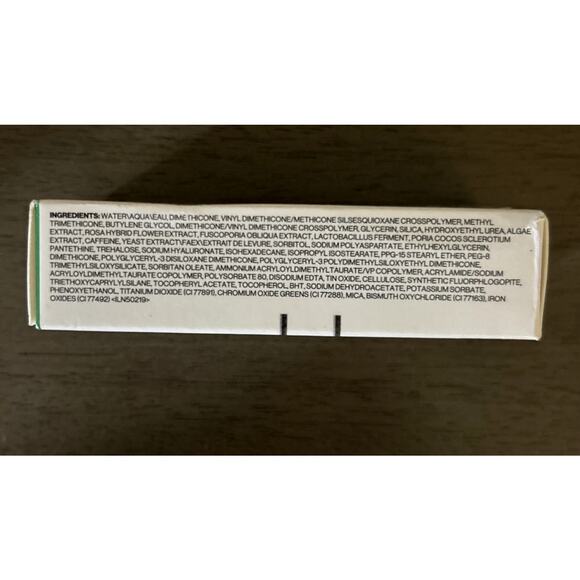 INGREDIENTS: WATER\AQUA\EAU, DIMETHICONE, VINYL DIMETHICONE/METHICONE SILSESQUIOXANE CROSSPOLYMER, METHYL
TRIMETHICONE, BUTYLENE GLYCOL, DIMETHICONE/VINYL DIMETHICONE CROSSPOLYMER, GLYCERIN, SILICA, HYDROXYETHYL UREA, ALGAE
EXTRACT, ROSA HYBRID FLOWER EXTRACT, FUSCOPORIA OBLIQUA EXTRACT, LACTOBACILLUS FERMENT, PORIA COCOS SCLEROTIUM
EXTRACT, CAFFEINE, YEAST EXTRACT\FAEX\EXTRAIT DE LEVURE, SORBITOL, SODIUM POLYASPARTATE, ETHYLHEXYLGLYCERIN,
PANTETHINE, TREHALOSE, SODIUM HYALURONATE, ISOHEXADECANE, ISOPROPYL ISOSTEARATE, PPG-15 STEARYL ETHER, PEG-8
DIMETHICONE, POLYGLYCERYL-3 DISILOXANE DIMETHICONE, POLYGLYCERYL-3 POLYDIMETHYLSILOXYETHYL DIMETHICONE,
TRIMETHYLSILOXYSILICATE, SORBITAN OLEATE, AMMONIUM ACRYLOYLDIMETHYLTAURATE/VP COPOLYMER, ACRYLAMIDE/SODIUM
ACRYLOYLDIMETHYLTAURATE COPOLYMER, POLYSORBATE 80, DISODIUM EDTA, TIN OXIDE, CELLULOSE, SYNTHETIC FLUORPHLOGOPITE,
TRIETHOXYCAPRYLYLSILANE, TOCOPHERYL ACETATE, TOCOPHEROL, BHT, SODIUM DEHYDROACETATE, POTASSIUM SORBATE,
PHENOXYETHANOL, TITANIUM DIOXIDE (CI 77891), CHROMIUM OXIDE GREENS (CI 77288), MICA, BISMUTH OXYCHLORIDE (CI 77163), IRON
OXIDES (CI 77492) <ILN50219>